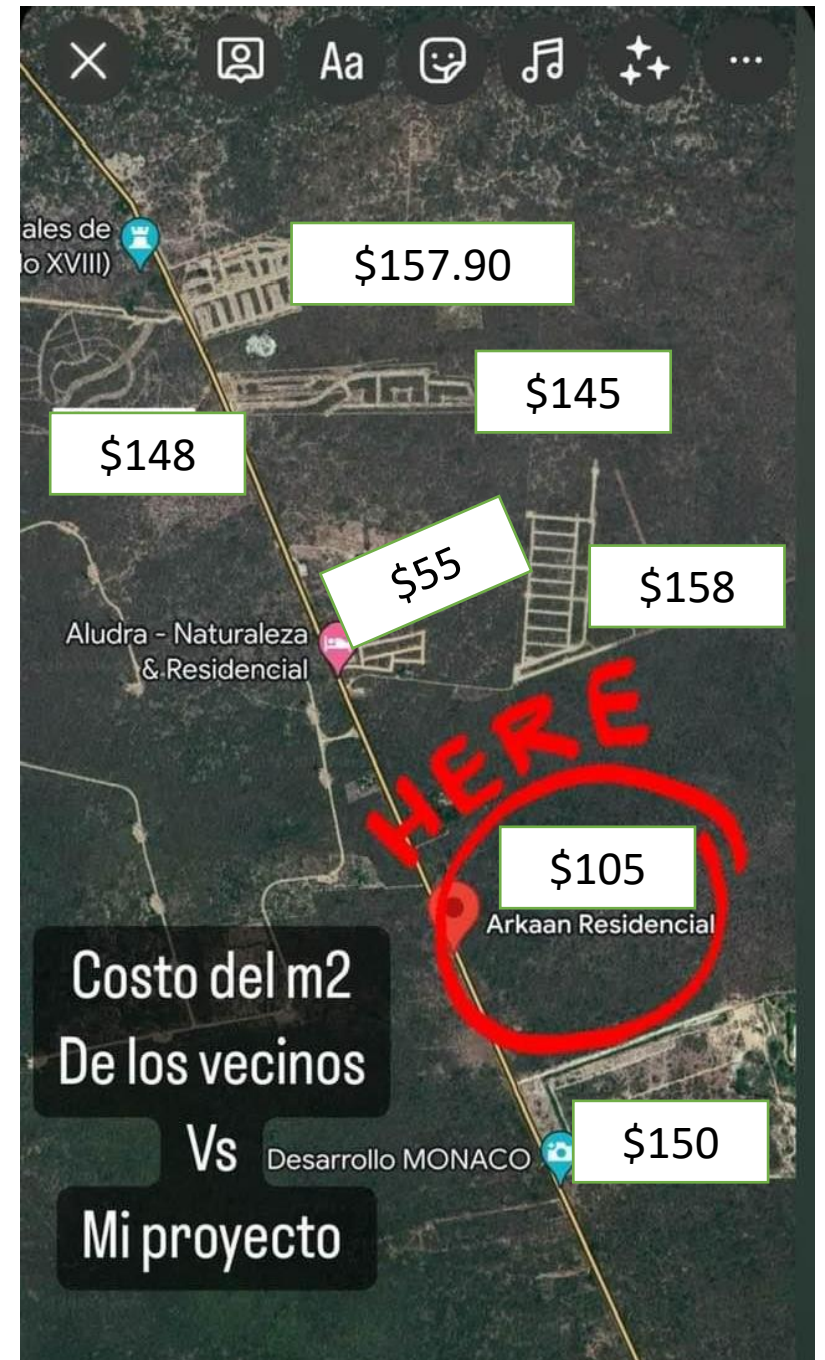 Aa
ales de
o XVIII)
$157.90
$145
$148
$55
$158
Aludra - Naturaleza
& Residencial
HERE
$105
Arkaan Residencial
Costo del m2
De los vecinos
Vs
Mi proyecto
Desarrollo MONACO
$150